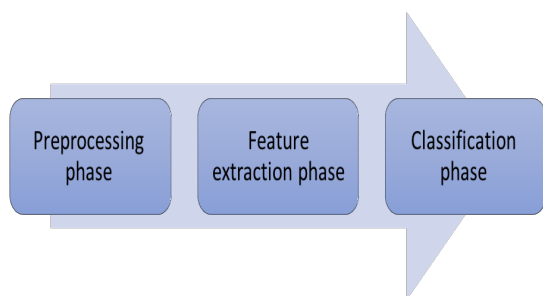 Preprocessing
phase
Feature
extraction phase
Classification
phase